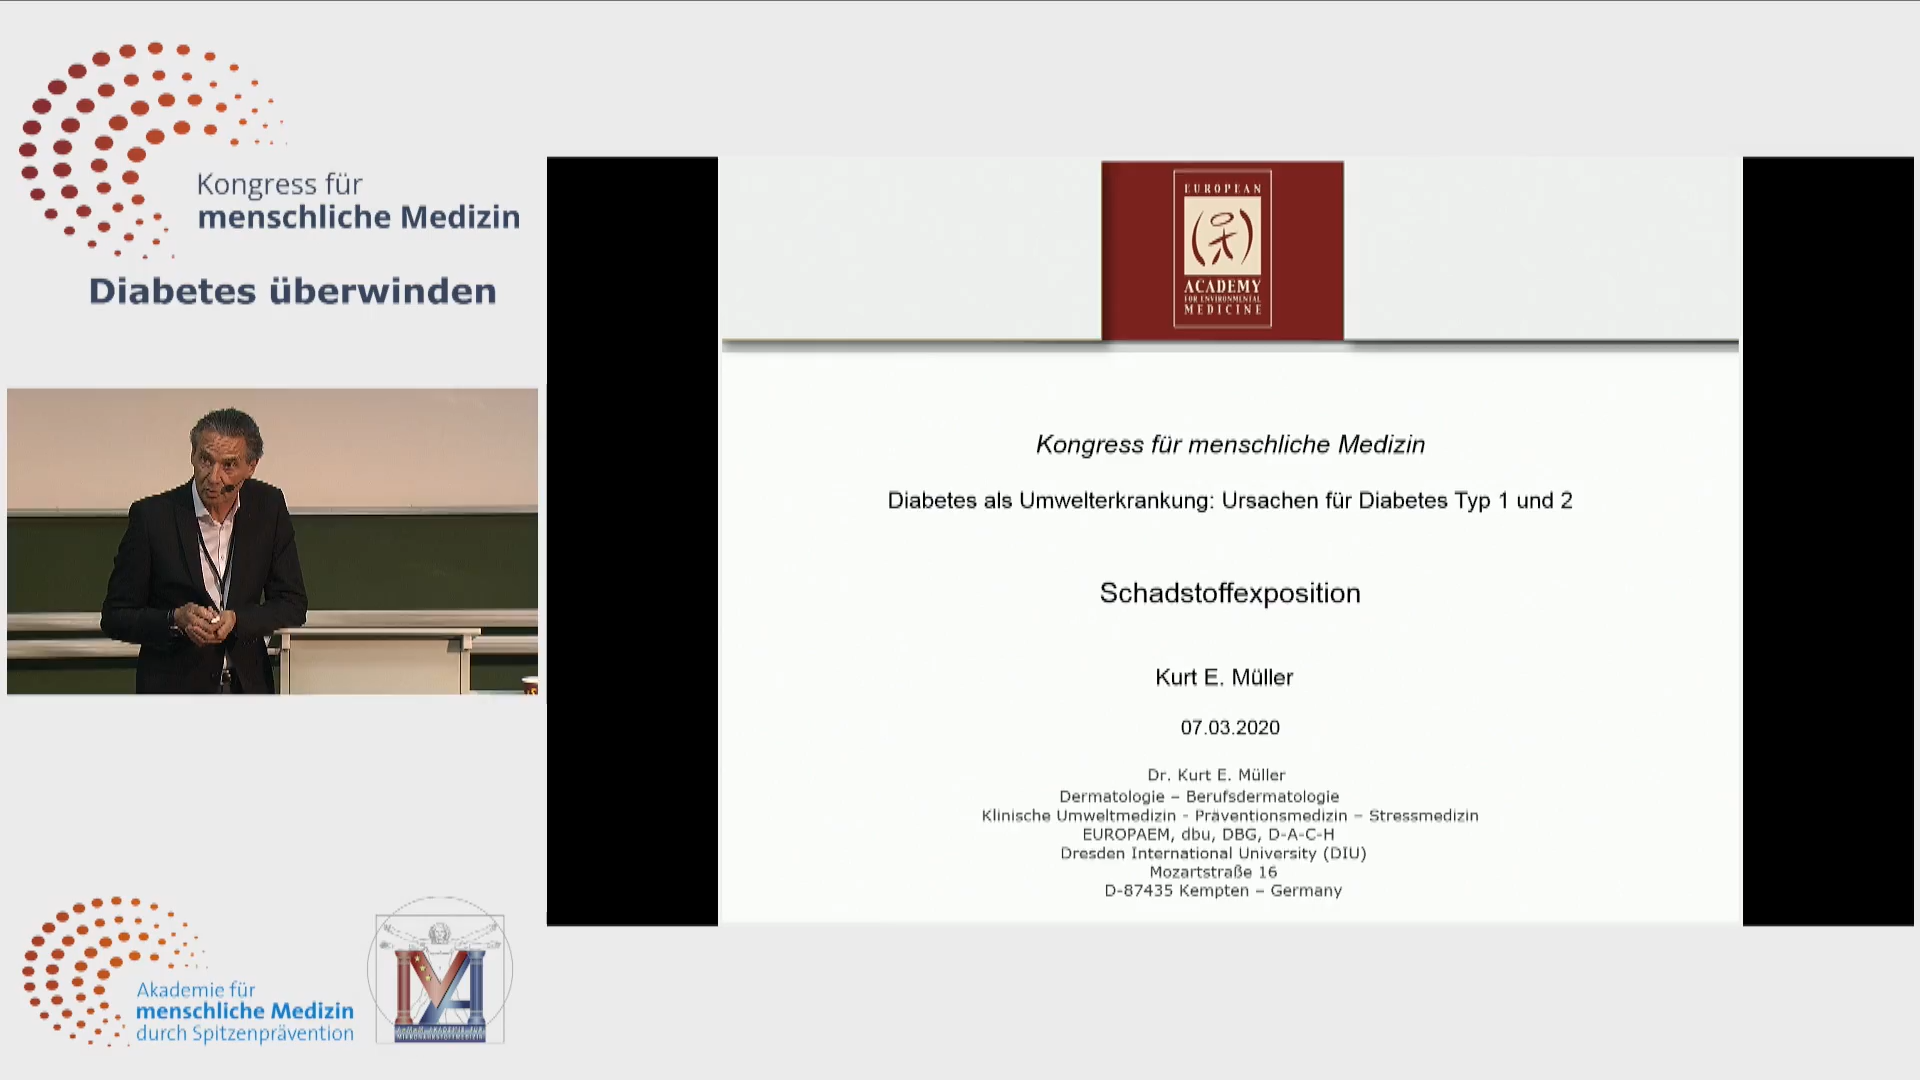 Kongress für
menschliche Medizin
Diabetes überwinden
EUROPEAN
ACADEMY
FOR ENVIRONMENTAL
MEDICINE
Kongress für menschliche Medizin
Diabetes als Umwelterkrankung: Ursachen für Diabetes Typ 1 und 2
Schadstoffexposition
Kurt E. Müller
07.03.2020
Dr. Kurt E. Müller
Dermatologie – Berufsdermatologie
Klinische Umweltmedizin - Präventionsmedizin – Stressmedizin
EUROPAEM, dbu, DBG, D-A-C-H
Dresden International University (DIU)
Mozartstraße 16
D-87435 Kempten – Germany
Akademie für
menschliche Medizin
durch Spitzenprävention